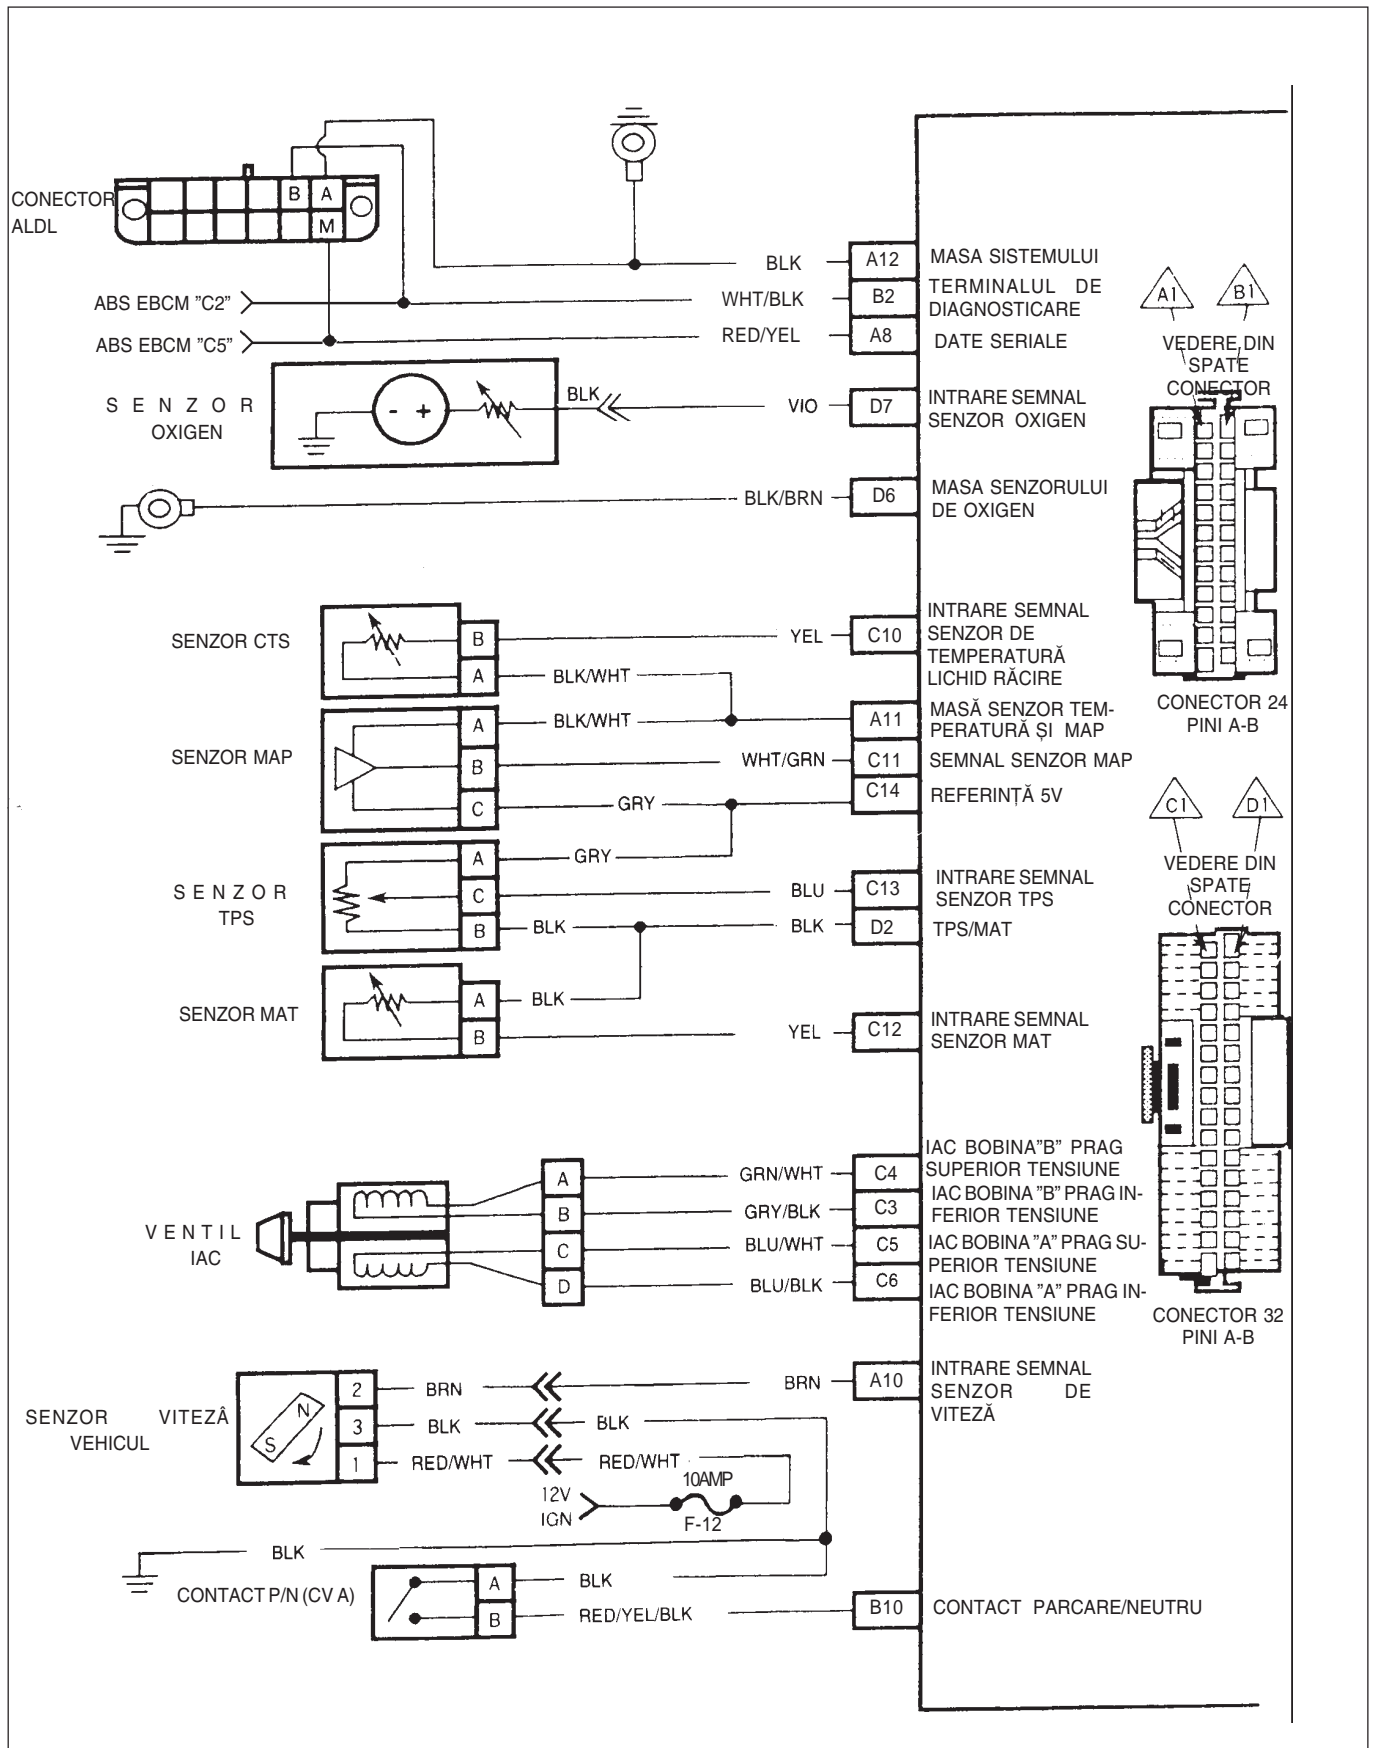 CONECTOR
ALDL
B A
M
BLK
A12
MASA SISTEMULUI
ABS EBCM "C2"
WHT/BLK
B2
TERMINALUL DE
DIAGNOSTICARE
ABS EBCM "C5"
RED/YEL
A8
DATE SERIALE
A1
B1
VEDERE DIN
SPATE
CONECTOR
SENZOR
OXIGEN
- +
BLK
VIO
D7
INTRARE SEMNAL
SENZOR OXIGEN
BLK/BRN
D6
MASA SENZORULUI
DE OXIGEN
SENZOR CTS
B
A
YEL
C10
INTRARE SEMNAL
SENZOR DE
TEMPERATURĂ
LICHID RĂCIRE
BLK/WHT
CONECTOR 24
PINI A-B
SENZOR MAP
A
B
C
BLK/WHT
A11
MASĂ SENZOR TEM-
PERATURĂ ȘI MAP
WHT/GRN
C11
SEMNAL SENZOR MAP
GRY
C14
REFERINȚĂ 5V
C1
D1
VEDERE DIN
SPATE
CONECTOR
SENZOR
TPS
A
C
B
GRY
BLU
C13
INTRARE SEMNAL
SENZOR TPS
BLK
BLK
D2
TPS/MAT
SENZOR MAT
A
B
BLK
YEL
C12
INTRARE SEMNAL
SENZOR MAT
VENTIL
IAC
A
B
C
D
GRN/WHT
C4
IAC BOBINA"B" PRAG
SUPERIOR TENSIUNE
GRY/BLK
C3
IAC BOBINA "B" PRAG IN-
FERIOR TENSIUNE
BLU/WHT
C5
IAC BOBINA "A" PRAG SU-
PERIOR TENSIUNE
BLU/BLK
C6
IAC BOBINA "A" PRAG IN-
FERIOR TENSIUNE
CONECTOR 32
PINI A-B
SENZOR VITEZÂ
VEHICUL
N
S
2
3
1
BRN
BRN
A10
INTRARE SEMNAL
SENZOR DE
VITEZĂ
BLK
BLK
RED/WHT
RED/WHT
12V
IGN
10AMP
F-12
BLK
CONTACT P/N (CV A)
A
B
BLK
RED/YEL/BLK
B10
CONTACT PARCARE/NEUTRU